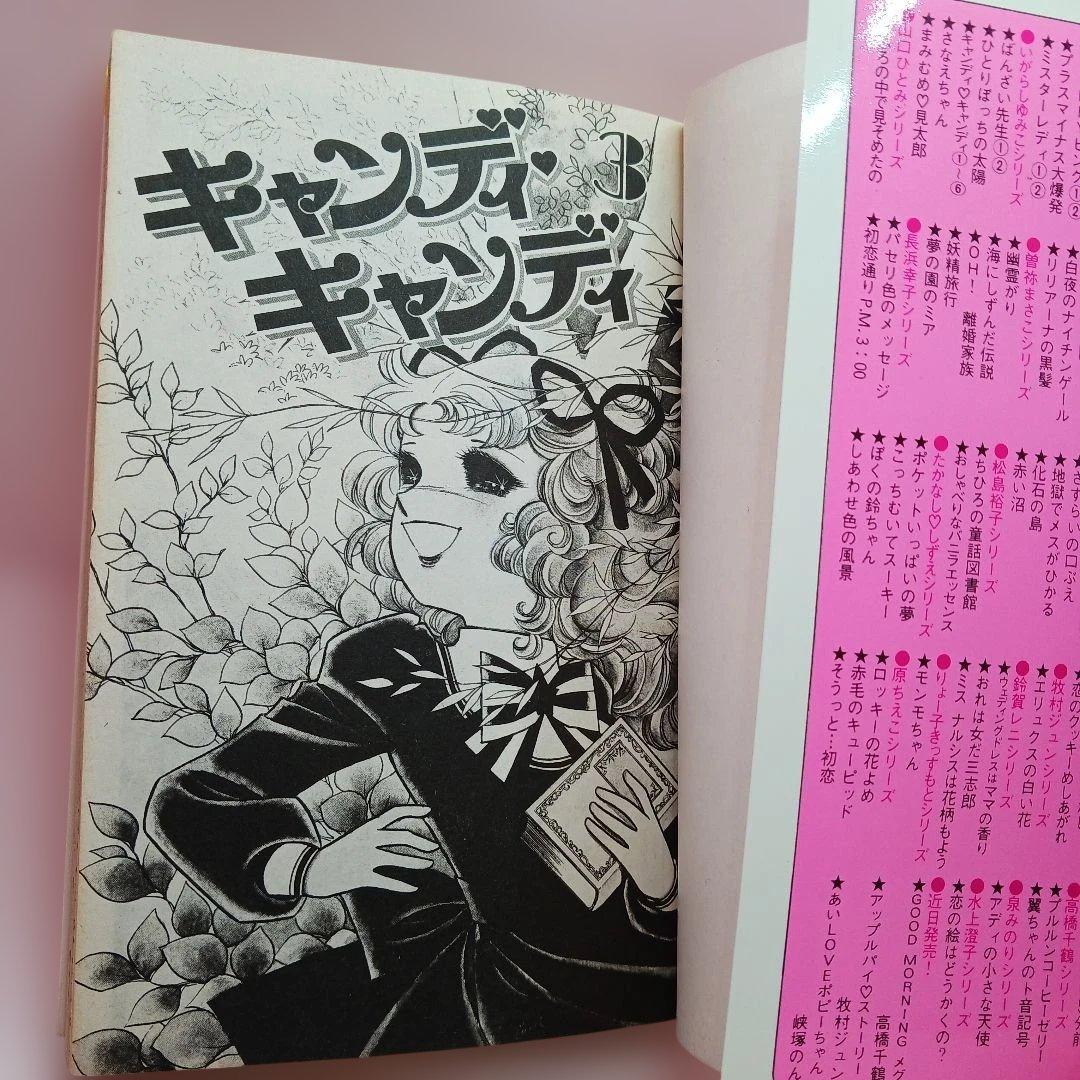 キャンディ♥
キャンディ
3
★プラスマイナス大爆発
★ミスターレディ①②
●いがらしゆみこシリーズ
★ばんざい先生①②
★ひとりぼっちの太陽
★キャンディ♡キャンディ①〜⑥
★さなえちゃん
★まみむめ♡見太郎
山口ひとみシリーズ
の中で見そめたの
★白夜のナイチンゲール
★リリアーナの黒髪
●曽祢まさこシリーズ
★幽霊がり
★海にしずんだ伝説
★OH! 離婚家族
★妖精旅行
★夢の園のミア
●長浜幸子シリーズ
★パセリ色のメッセージ
★初恋通りP.M.3:00
★さすらいの口ぶえ
★地獄でメスがひかる
★化石の島
★赤い沼
●松島裕子シリーズ
★ちひろの童話図書館
★おしゃべりなバニラエッセンス
●たかなし♡しずえシリーズ
★ポケットいっぱいの夢
★こっちむいてスーキー
★ぼくの鈴ちゃん
★しあわせ色の風景
恋のクッキーめしあがれ
●牧村ジュンシリーズ
★エリュクスの白い花
●鈴賀レニシリーズ
★ウェディングドレスはママの香り
★おれは女だ三志郎
★ミス ナルシスは花柄もよう
●りょー子きっずもとシリーズ
★モンモちゃん
●原ちえこシリーズ
★ロッキーの花よめ
★赤毛のキューピッド
★そうっと…初恋
●高橋千鶴シリーズ
★プルルンコーヒーゼリー
★翼ちゃんのト音記号
●泉みのりシリーズ
★アディの小さな天使
●水上澄子シリーズ
★恋の絵はどうかくの?
●近日発売!
★GOOD MORNING メグ
高橋千鶴
★アップルパイ♡ストーリー
牧村ジュン
★あいLOVEポピーちゃん
峡塚のん